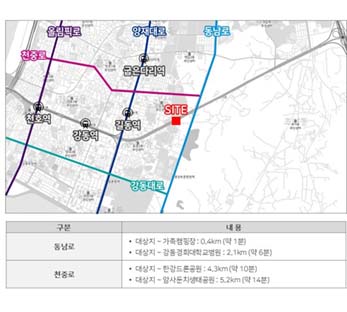 올림픽로
양재대로
동남로
천중로
굽은다리역
SITE
천호역
강동역
길동역
강동대로
구분 내 용
동남로
• 대상지 ~ 가족캠핑장 : 0.4km (약 1분)
• 대상지 ~ 강동경희대학교병원 : 2.1km (약 6분)
천중로
• 대상지 ~ 한강드론공원 : 4.3km (약 10분)
• 대상지 ~ 암사둔치생태공원 : 5.2km (약 14분)